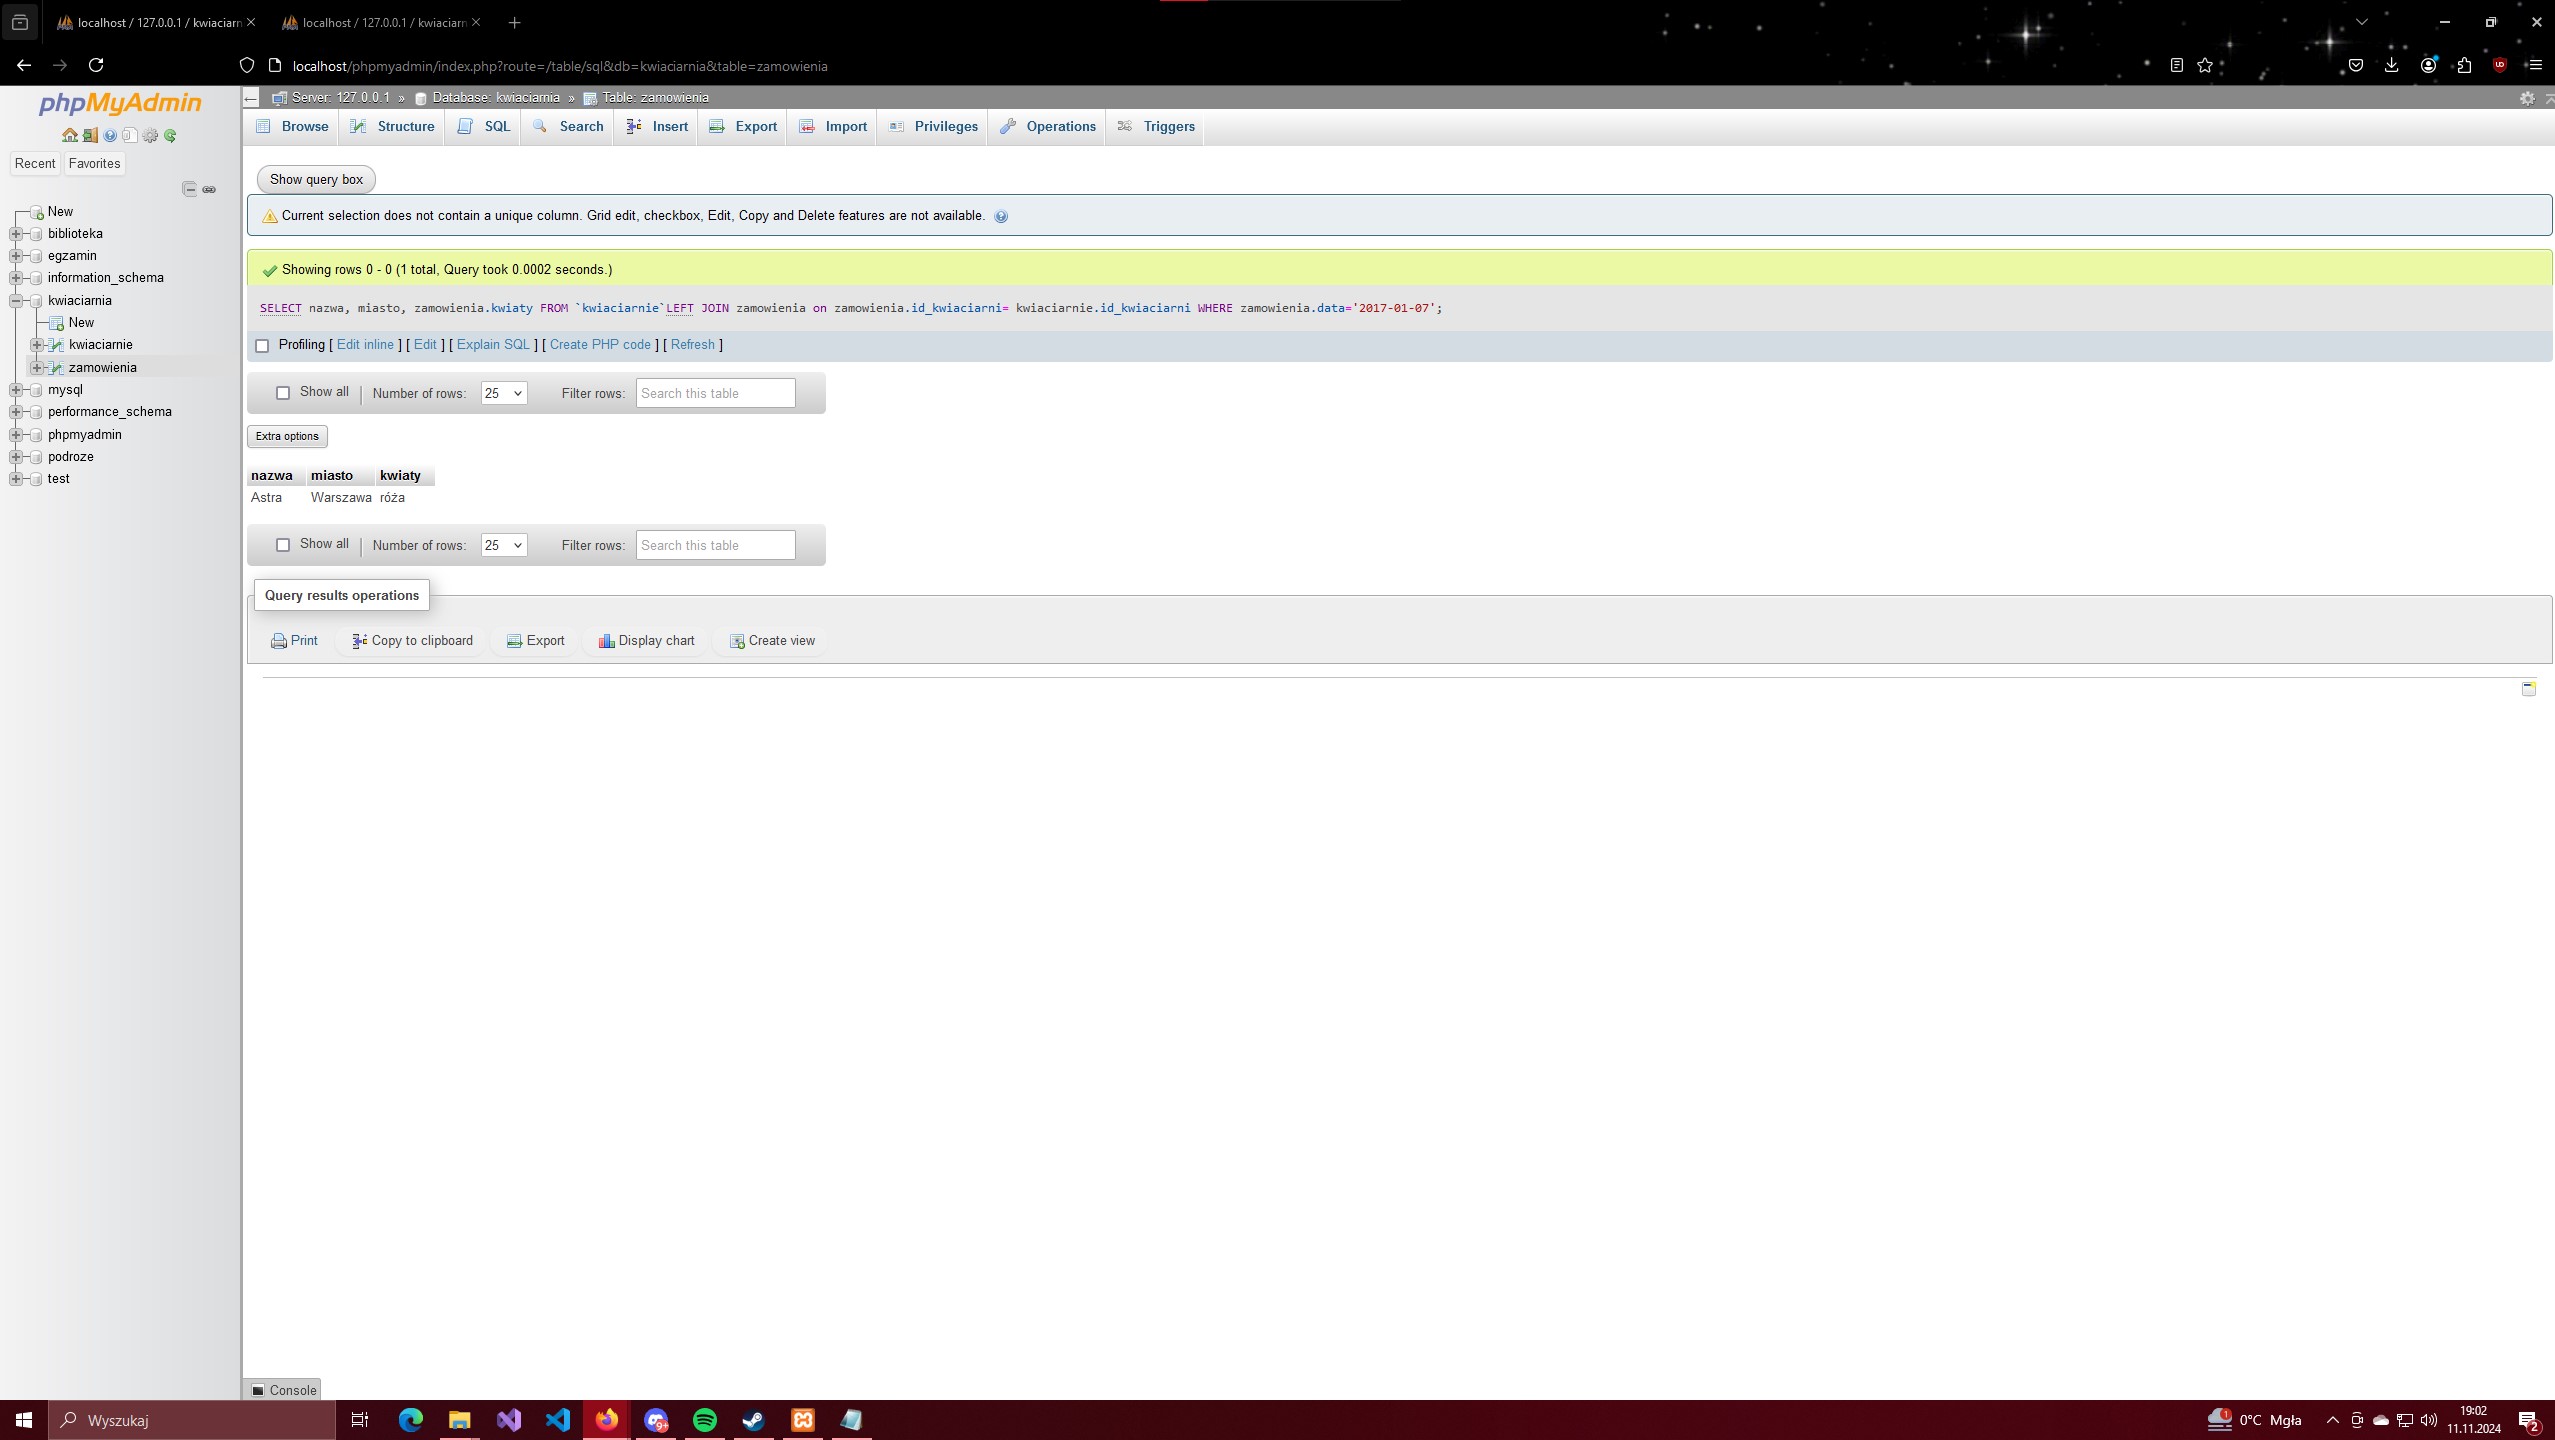 localhost / 127.0.0.1 / kwiaciarn
localhost / 127.0.0.1 / kwiaciarn
localhost/phpmyadmin/index.php?route=/table/sql&db=kwiaciarnia&table=zamowienia
phpMyAdmin
Recent Favorites
New
biblioteka
egzamin
information_schema
kwiaciarnia
New
kwiaciarnie
zamowienia
mysql
performance_schema
phpmyadmin
podroze
test
Server: 127.0.0.1 » Database: kwiaciarnia » Table: zamowienia
Browse Structure SQL Search Insert Export Import Privileges Operations Triggers
Show query box
Current selection does not contain a unique column. Grid edit, checkbox, Edit, Copy and Delete features are not available.
Showing rows 0 - 0 (1 total, Query took 0.0002 seconds.)
SELECT nazwa, miasto, zamowienia.kwiaty FROM `kwiaciarnie`LEFT JOIN zamowienia on zamowienia.id_kwiaciarni= kwiaciarnie.id_kwiaciarni WHERE zamowienia.data='2017-01-07';
Profiling [ Edit inline ] [ Edit ] [ Explain SQL ] [ Create PHP code ] [ Refresh ]
Show all | Number of rows: 25 Filter rows: Search this table
Extra options
nazwa miasto kwiaty
Astra Warszawa róża
Show all | Number of rows: 25 Filter rows: Search this table
Query results operations
Print Copy to clipboard Export Display chart Create view
Console
Wyszukaj
9+
1
0°C Mgła
19:02
11.11.2024
2